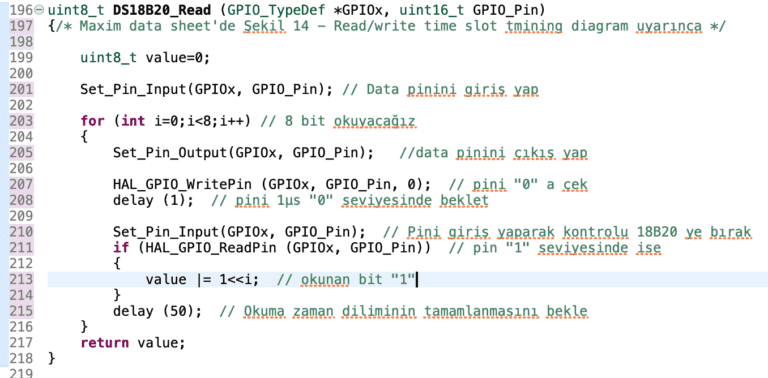 196 uint8_t DS18B20_Read (GPIO_TypeDef *GPIOx, uint16_t GPIO_Pin)
197 {/* Maxim data sheet'de Şekil 14 – Read/write time slot tmining diagram uyarınca */
198
199 uint8_t value=0;
200
201 Set_Pin_Input(GPIOx, GPIO_Pin); // Data pinini giriş yap
202
203 for (int i=0;i<8;i++) // 8 bit okuyacağız
204 {
205 Set_Pin_Output(GPIOx, GPIO_Pin); //data pinini çıkış yap
206
207 HAL_GPIO_WritePin (GPIOx, GPIO_Pin, 0); // pini "0" a çek
208 delay (1); // pini 1µs "0" seviyesinde beklet
209
210 Set_Pin_Input(GPIOx, GPIO_Pin); // Pini giriş yaparak kontrolu 18B20 ye bırak
211 if (HAL_GPIO_ReadPin (GPIOx, GPIO_Pin)) // pin "1" seviyesinde ise
212 {
213 value |= 1<<i; // okunan bit "1"
214 }
215 delay (50); // Okuma zaman diliminin tamamlanmasını bekle
216 }
217 return value;
218 }
219